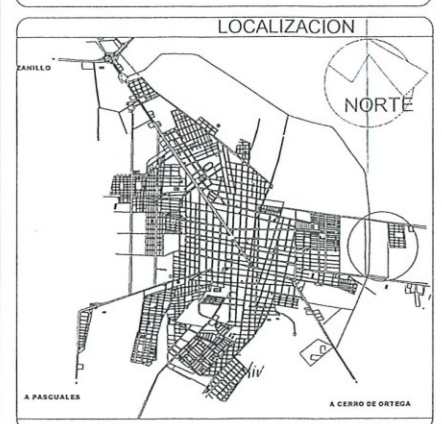 LOCALIZACION
ZANILLO
NORTE
A PASCUALES
A CERRO DE ORTEGA